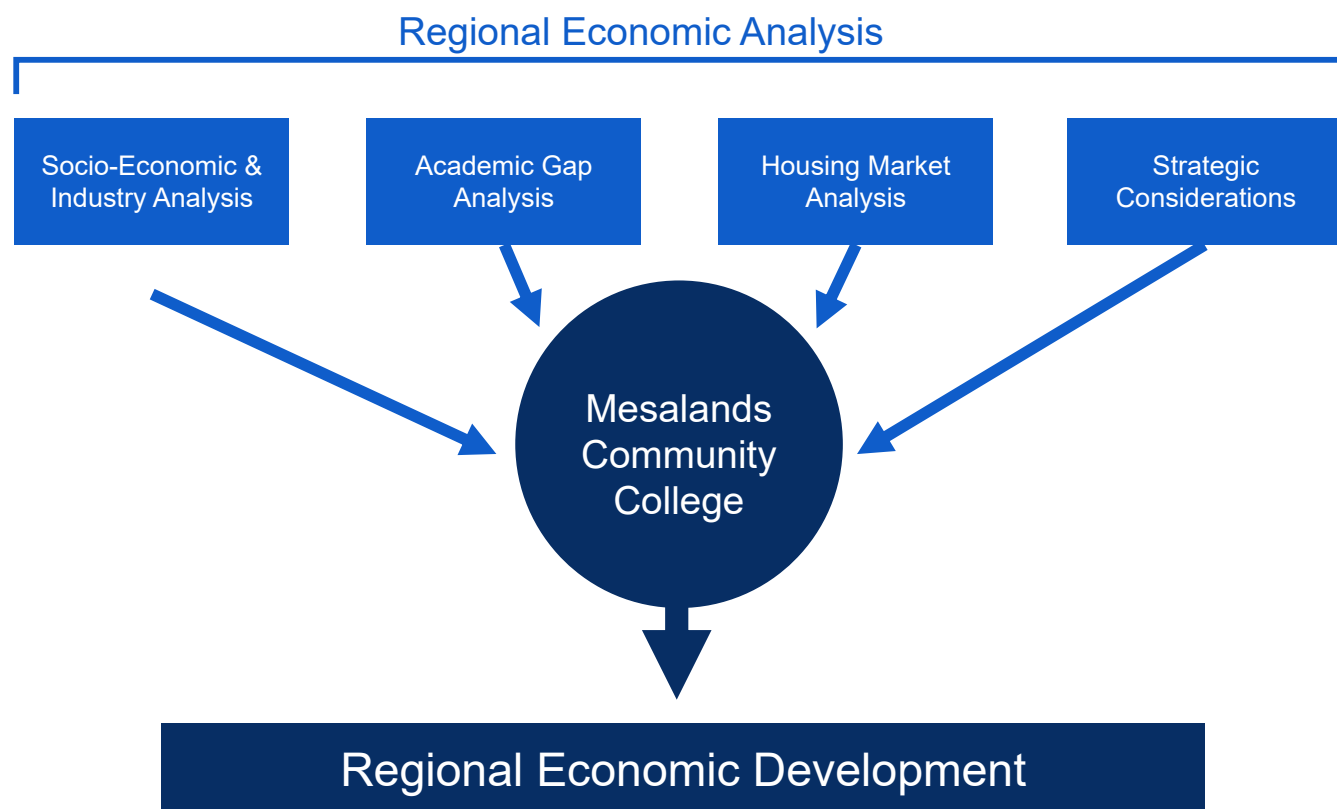 Regional Economic Analysis
Socio-Economic &
Industry Analysis
Academic Gap
Analysis
Housing Market
Analysis
Strategic
Considerations
Mesalands
Community
College
Regional Economic Development